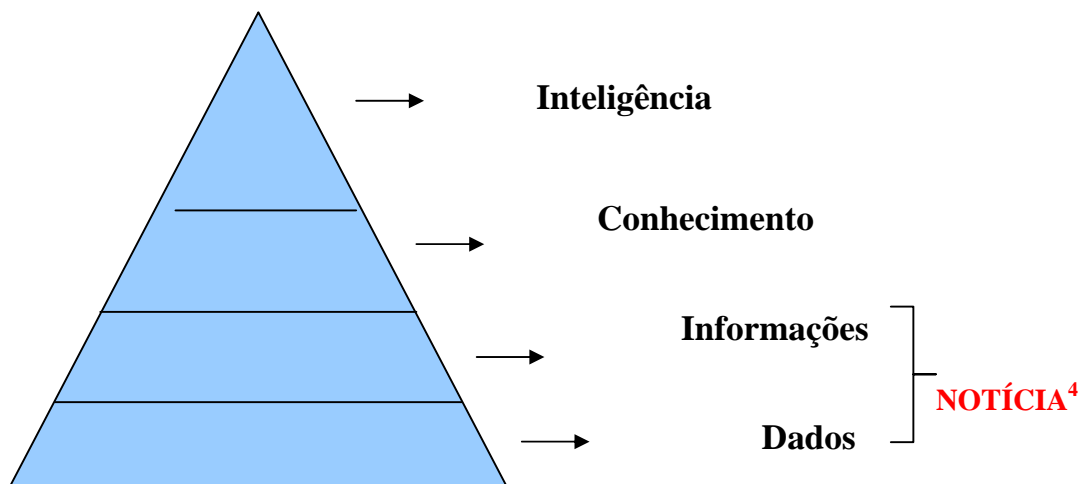 Inteligência
Conhecimento
Informações
NOTÍCIA⁴
Dados